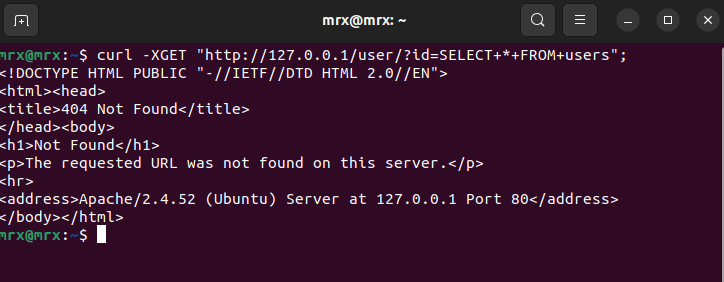 mrx@mrx: ~
mrx@mrx:~$ curl -XGET "http://127.0.0.1/user/?id=SELECT+*+FROM+users";
<!DOCTYPE HTML PUBLIC "-//IETF//DTD HTML 2.0//EN">
<html><head>
<title>404 Not Found</title>
</head><body>
<h1>Not Found</h1>
<p>The requested URL was not found on this server.</p>
<hr>
<address>Apache/2.4.52 (Ubuntu) Server at 127.0.0.1 Port 80</address>
</body></html>
mrx@mrx:~$